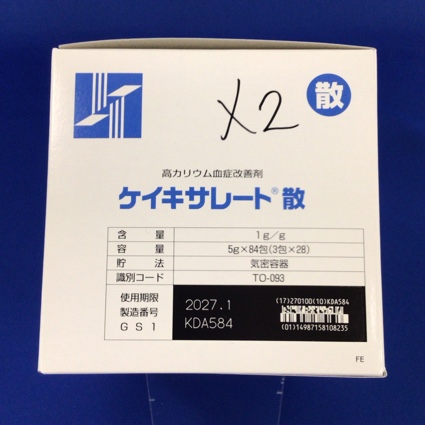 X2
散
高カリウム血症改善剤
ケイキサレート®散
含 量 1g/g
容 量 5g×84包(3包×28)
貯 法 気密容器
識別コード TO-093
使用期限 2027.1
製造番号 KDA584
GS1
(17)270100(10)KDA584
(01)14987158108235
FE